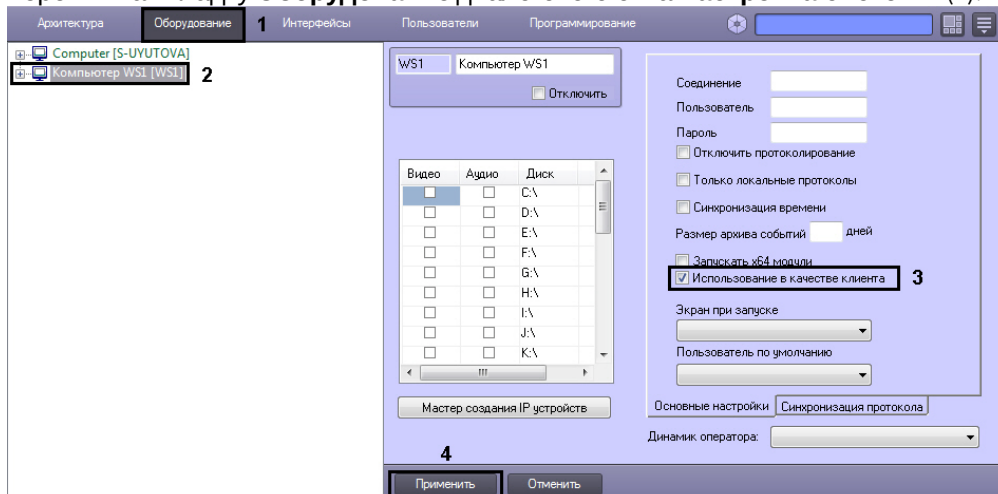 Оборудование
Архитектура Оборудование 1 Интерфейсы Пользователи Программирование
Computer [S-UYUTOVA]
Компьютер WS1 [WS1] 2
WS1 Компьютер WS1
Отключить
Видео Аудио Диск
C:\
D:\
E:\
F:\
G:\
H:\
I:\
J:\
K:\
Мастер создания IP устройств
Соединение
Пользователь
Пароль
Отключить протоколирование
Только локальные протоколы
Синхронизация времени
Размер архива событий дней
Запускать x64 модули
Использование в качестве клиента 3
Экран при запуске
Пользователь по умолчанию
Основные настройки Синхронизация протокола
Динамик оператора:
4
Применить Отменить